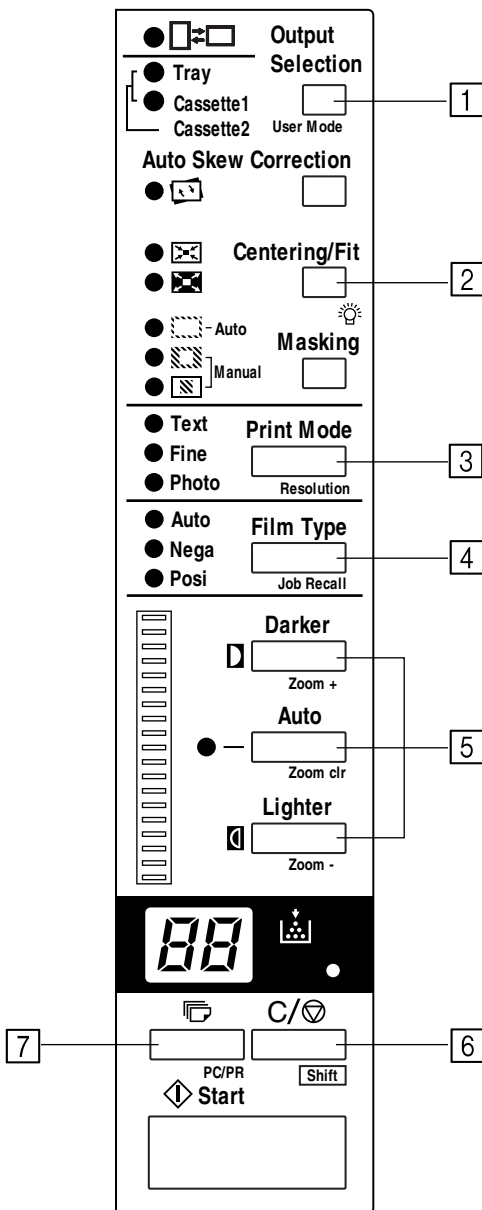 Output
Selection
Tray
Cassette1
1
Cassette2
User Mode
Auto Skew Correction
Centering/Fit
2
Auto
Masking
Manual
Text
Print Mode
Fine
3
Photo
Resolution
Auto
Film Type
Nega
4
Posi
Job Recall
Darker
Zoom +
Auto
5
Zoom clr
Lighter
Zoom -
88
C/
7
6
PC/PR
Shift
Start